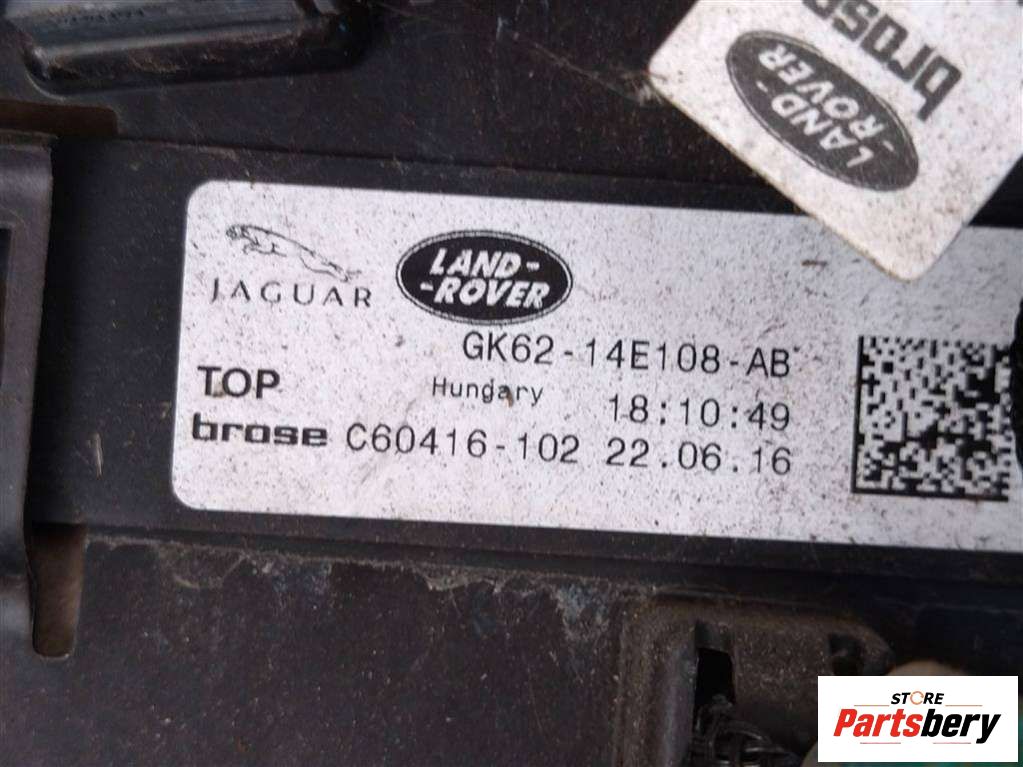 brose
LAND-
ROVER
JAGUAR
LAND-
-ROVER
GK62-14E108-AB
TOP
Hungary
18:10:49
brose C60416-102 22.06.16
STORE
Partsbery